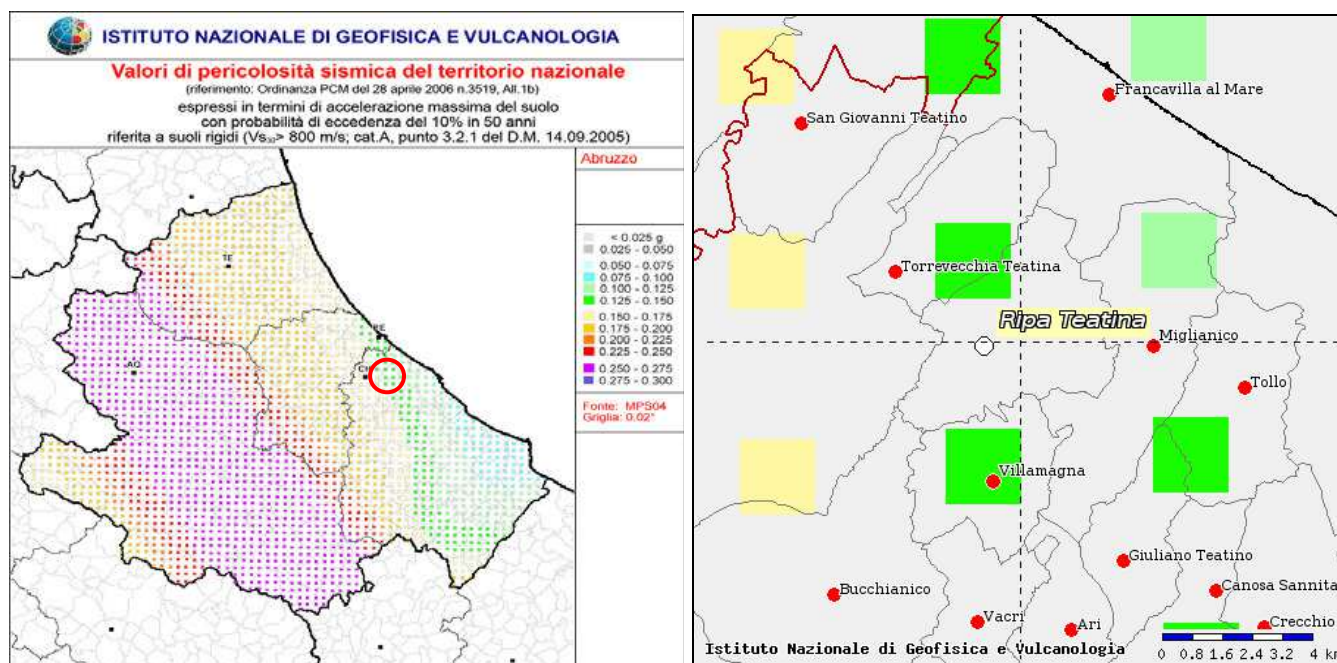 ISTITUTO NAZIONALE DI GEOFISICA E VULCANOLOGIA
Valori di pericolosità sismica del territorio nazionale
(riferimento: Ordinanza PCM del 28 aprile 2006 n.3519, All.1b)
espressi in termini di accelerazione massima del suolo
con probabilità di eccedenza del 10% in 50 anni
riferita a suoli rigidi (Vs₃₀> 800 m/s; cat.A, punto 3.2.1 del D.M. 14.09.2005)
Abruzzo
< 0.025 g
0.025 - 0.050
0.050 - 0.075
0.075 - 0.100
0.100 - 0.125
0.125 - 0.150
0.150 - 0.175
0.175 - 0.200
0.200 - 0.225
0.225 - 0.250
0.250 - 0.275
0.275 - 0.300
Fonte: MPS04
Griglia: 0.02°
TE
PE
AQ
CH
Francavilla al Mare
San Giovanni Teatino
Torrevecchia Teatina
Ripa Teatina
Miglianico
Tollo
Villamagna
Giuliano Teatino
Bucchianico
Canosa Sannita
Vacri
Ari
Crecchio
Istituto Nazionale di Geofisica e Vulcanologia
0 0.8 1.6 2.4 3.2 4 k